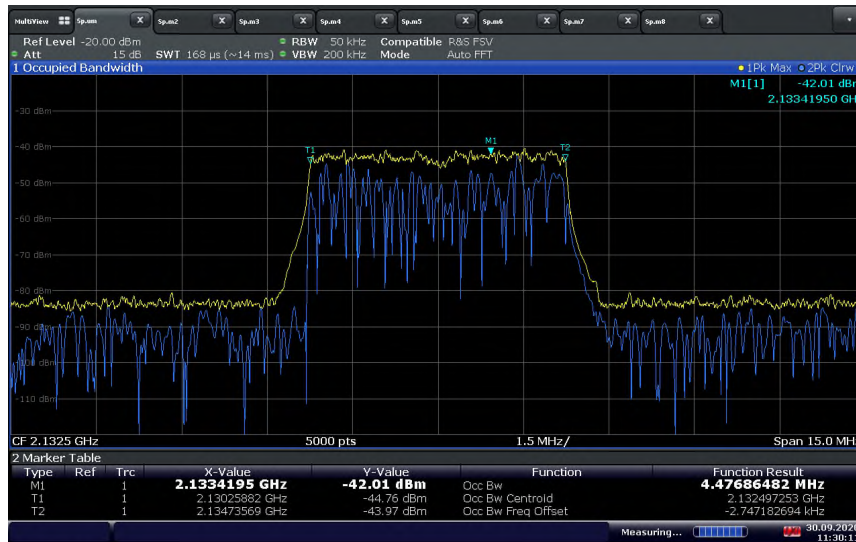 MultiView Sp.um X Sp.m2 X Sp.m3 X Sp.m4 X Sp.m5 X Sp.m6 X Sp.m7 X Sp.m8 X
Ref Level -20.00 dBm RBW 50 kHz Compatible R&S FSV
Att 15 dB SWT 168 µs (~14 ms) VBW 200 kHz Mode Auto FFT
1 Occupied Bandwidth 1Pk Max 2Pk Clrw
M1[1] -42.01 dBm
2.13341950 GH
-30 dBm
-40 dBm
T1 M1 T2
-50 dBm
-60 dBm
-70 dBm
-80 dBm
-90 dBm
-100 dBm
-110 dBm
CF 2.1325 GHz 5000 pts 1.5 MHz/ Span 15.0 MHz
2 Marker Table
Type Ref Trc X-Value Y-Value Function Function Result
M1 1 2.1334195 GHz -42.01 dBm Occ Bw 4.47686482 MHz
T1 1 2.13025882 GHz -44.76 dBm Occ Bw Centroid 2.132497253 GHz
T2 1 2.13473569 GHz -43.97 dBm Occ Bw Freq Offset -2.747182694 kHz
Measuring... 30.09.2020